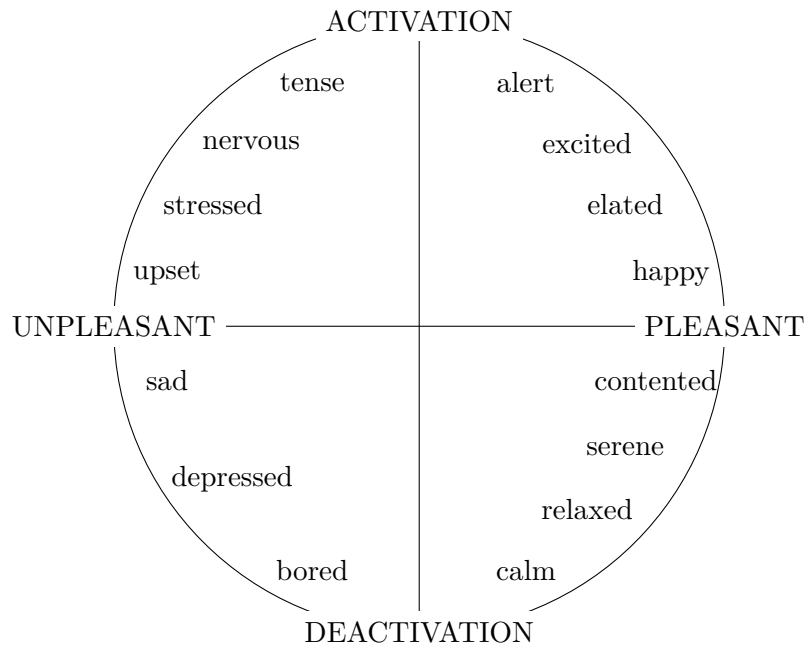 ACTIVATION
tense alert
nervous excited
stressed elated
upset happy
UNPLEASANT PLEASANT
sad contented
serene
depressed
relaxed
bored calm
DEACTIVATION